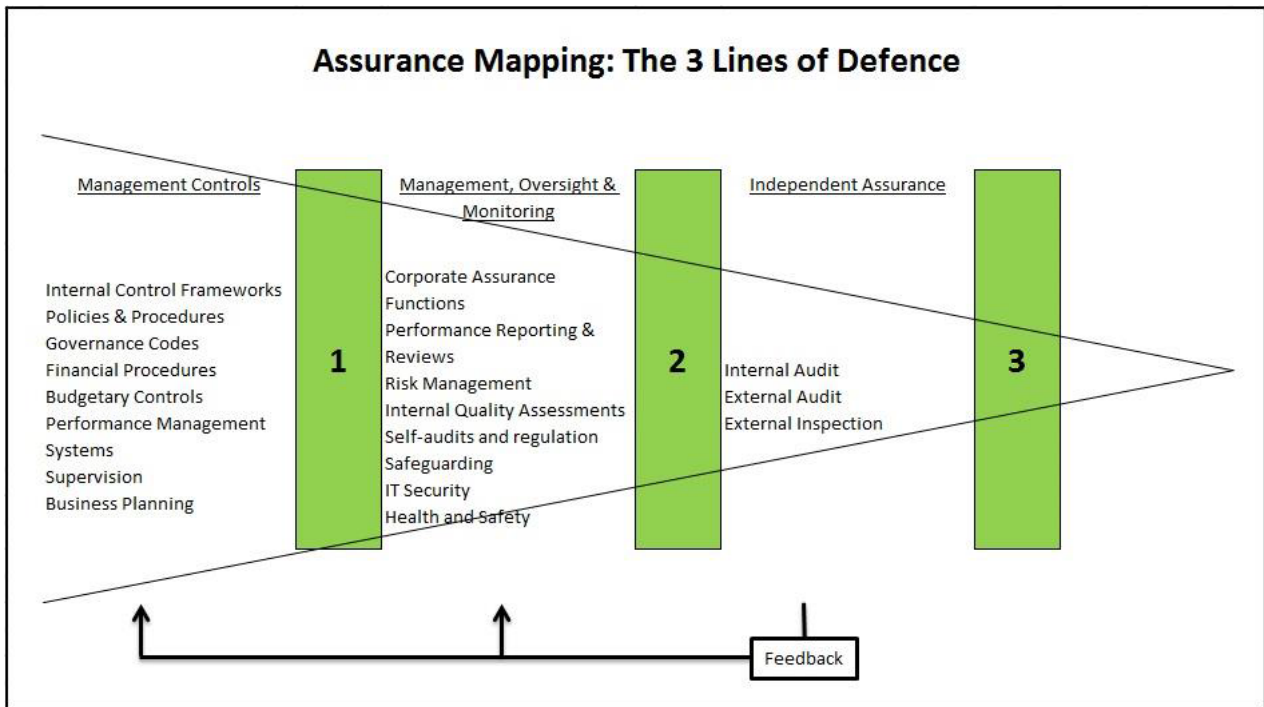 Assurance Mapping: The 3 Lines of Defence
Management Controls
Internal Control Frameworks
Policies & Procedures
Governance Codes
Financial Procedures
Budgetary Controls
Performance Management
Systems
Supervision
Business Planning
1
Management, Oversight &
Monitoring
Corporate Assurance
Functions
Performance Reporting &
Reviews
Risk Management
Internal Quality Assessments
Self-audits and regulation
Safeguarding
IT Security
Health and Safety
2
Independent Assurance
Internal Audit
External Audit
External Inspection
3
Feedback